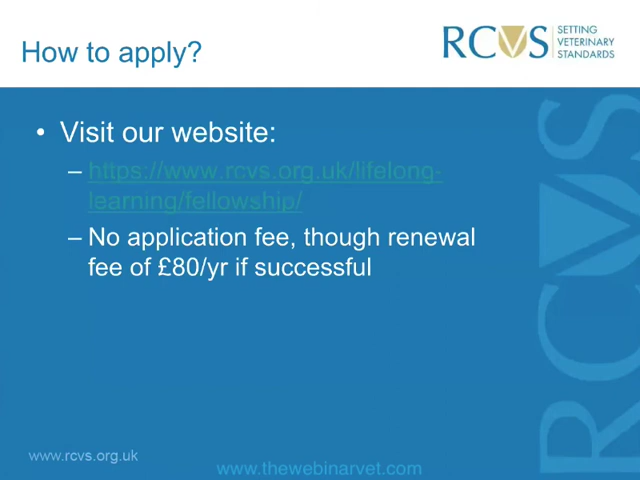 How to apply?
RCVS
SETTING
VETERINARY
STANDARDS
• Visit our website:
– https://www.rcvs.org.uk/lifelong-
learning/fellowship/
– No application fee, though renewal
fee of £80/yr if successful
RCVS
www.rcvs.org.uk
www.thewebinarvet.com